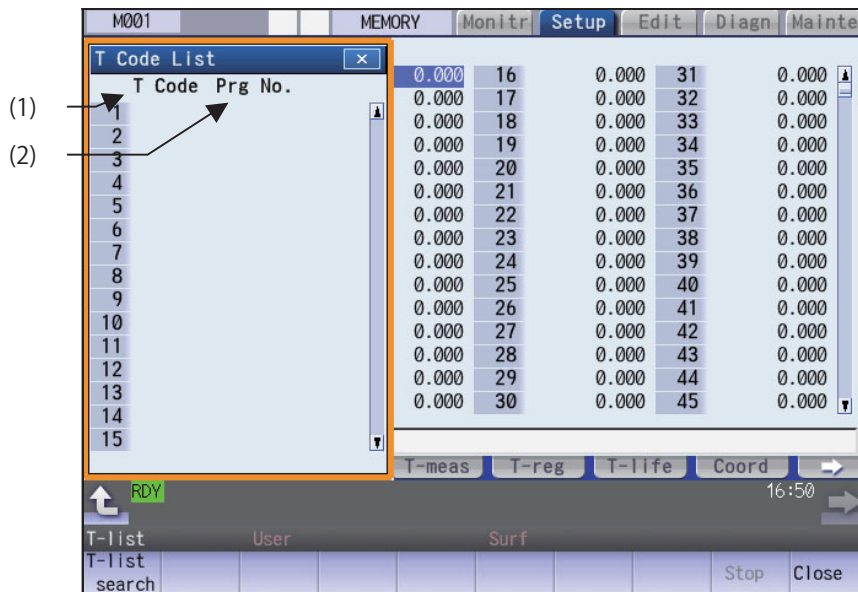 M001 MEMORY Monitr Setup Edit Diagn Mainte
T Code List ×
T Code Prg No.
(1)
(2)
1
2
3
4
5
6
7
8
9
10
11
12
13
14
15
0.000 16 0.000 31 0.000
0.000 17 0.000 32 0.000
0.000 18 0.000 33 0.000
0.000 19 0.000 34 0.000
0.000 20 0.000 35 0.000
0.000 21 0.000 36 0.000
0.000 22 0.000 37 0.000
0.000 23 0.000 38 0.000
0.000 24 0.000 39 0.000
0.000 25 0.000 40 0.000
0.000 26 0.000 41 0.000
0.000 27 0.000 42 0.000
0.000 28 0.000 43 0.000
0.000 29 0.000 44 0.000
0.000 30 0.000 45 0.000
T-meas T-reg T-life Coord
RDY 16:50
T-list User Surf
T-list
search Stop Close